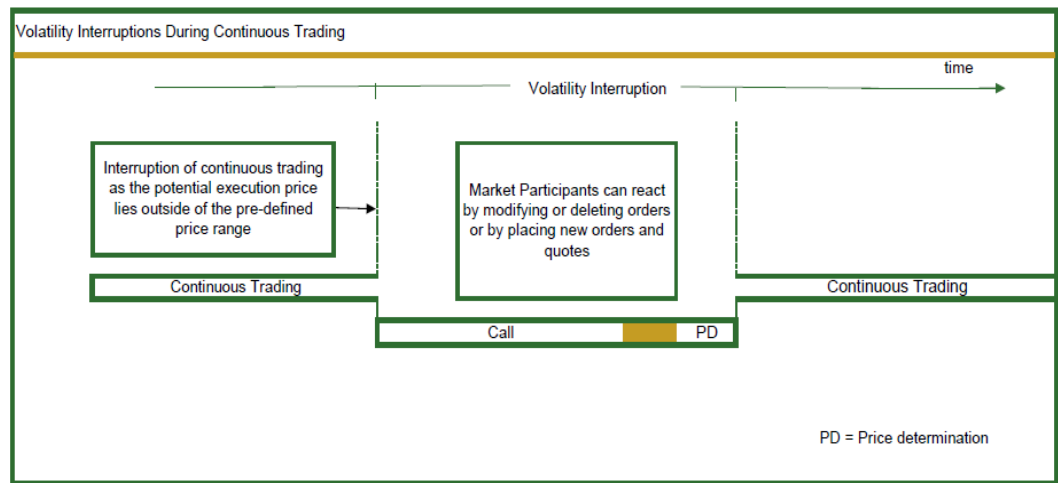 Volatility Interruptions During Continuous Trading
time
Volatility Interruption
Interruption of continuous trading
as the potential execution price
lies outside of the pre-defined
price range
Market Participants can react
by modifying or deleting orders
or by placing new orders and
quotes
Continuous Trading
Continuous Trading
Call
PD
PD = Price determination